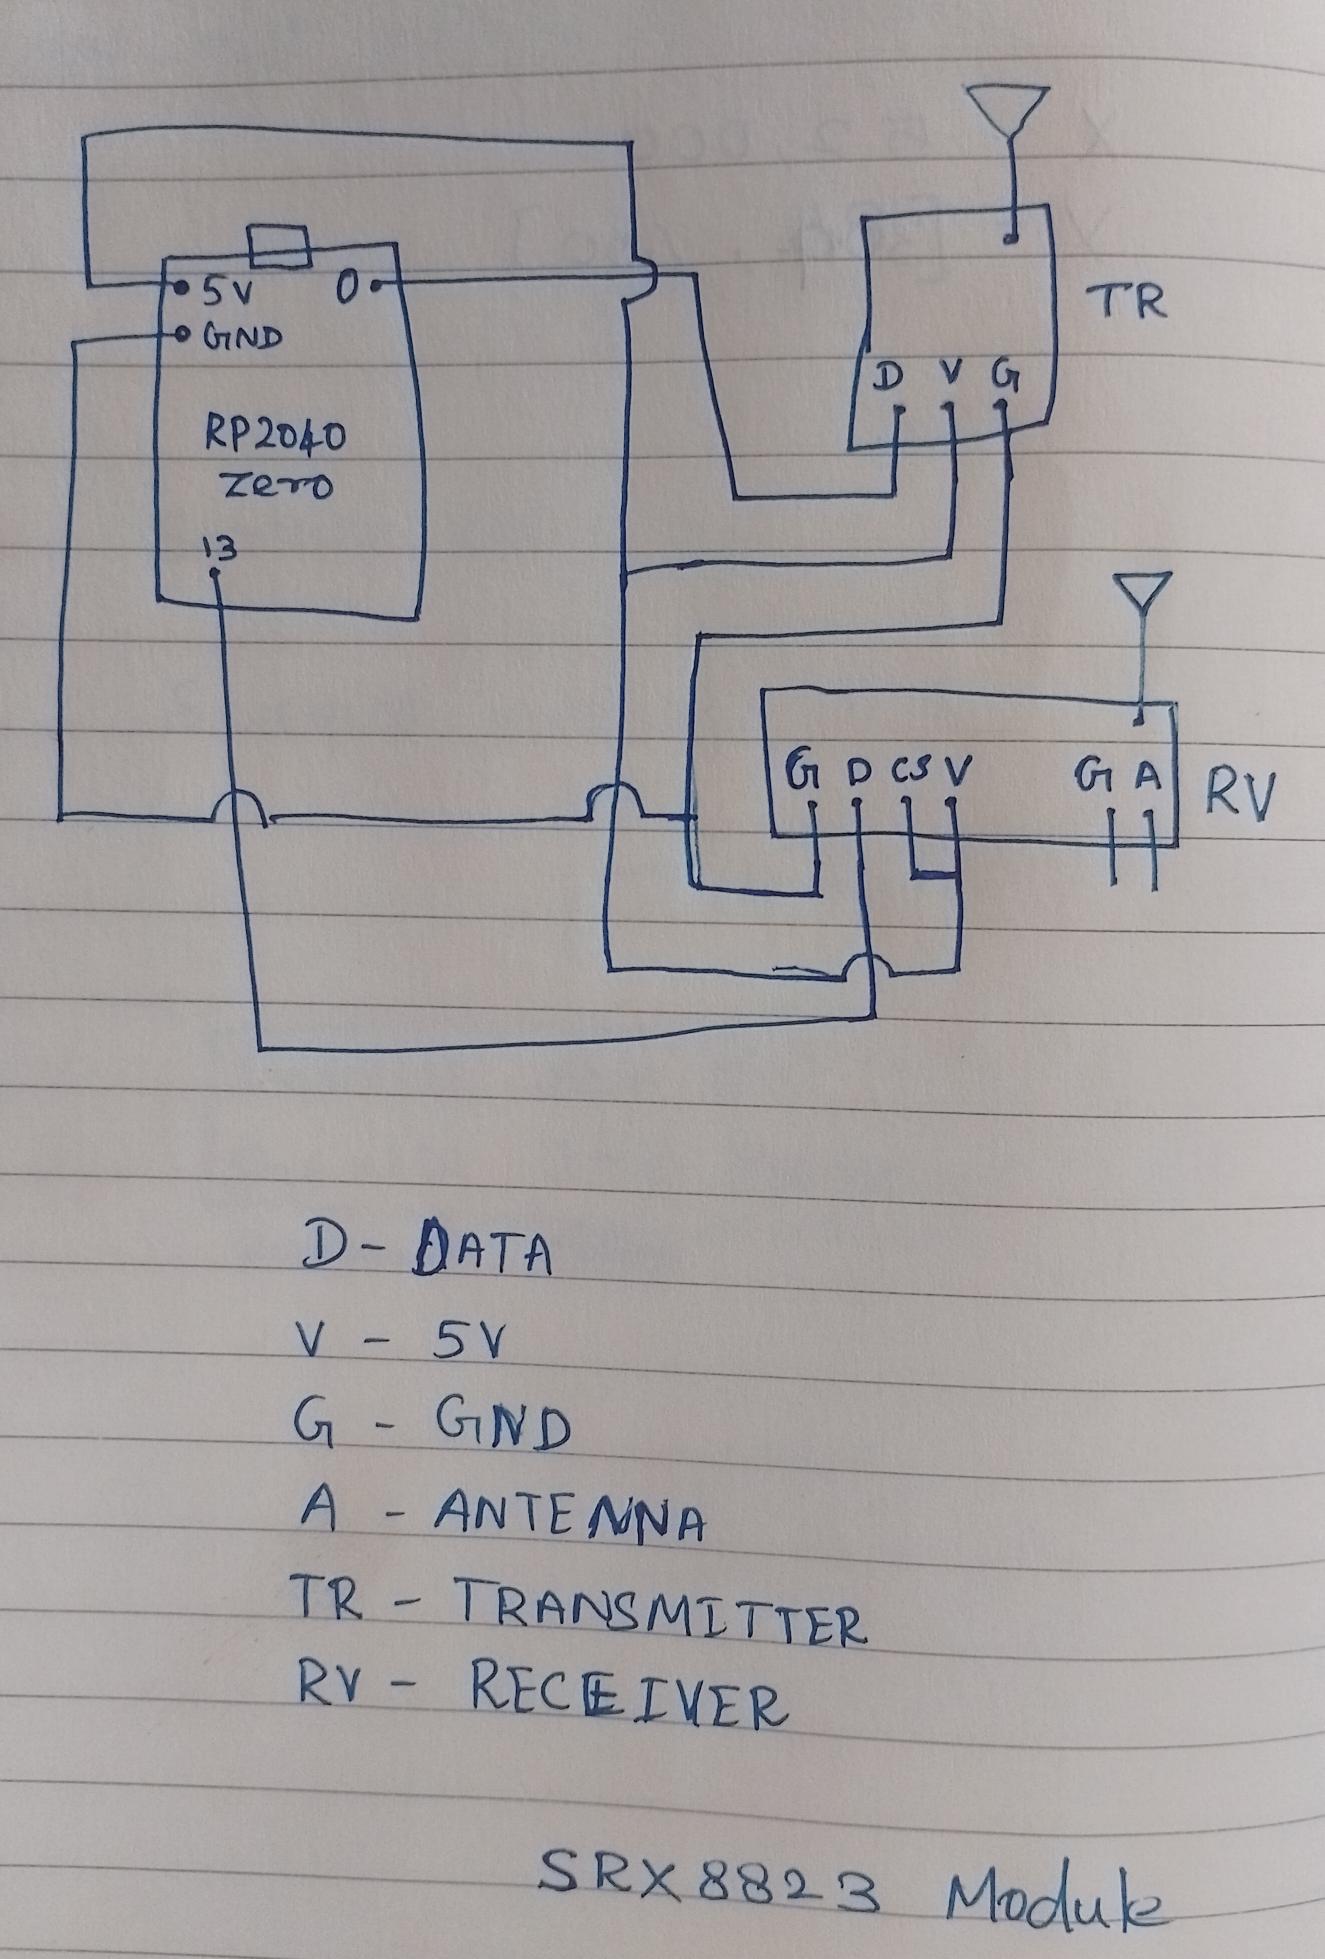 5V 0
GND
RP2040
Zero
13
D V G
TR
G D CS V G A
RV
D - DATA
V - 5V
G - GND
A - ANTENNA
TR - TRANSMITTER
RV - RECEIVER
SRX8823 Module